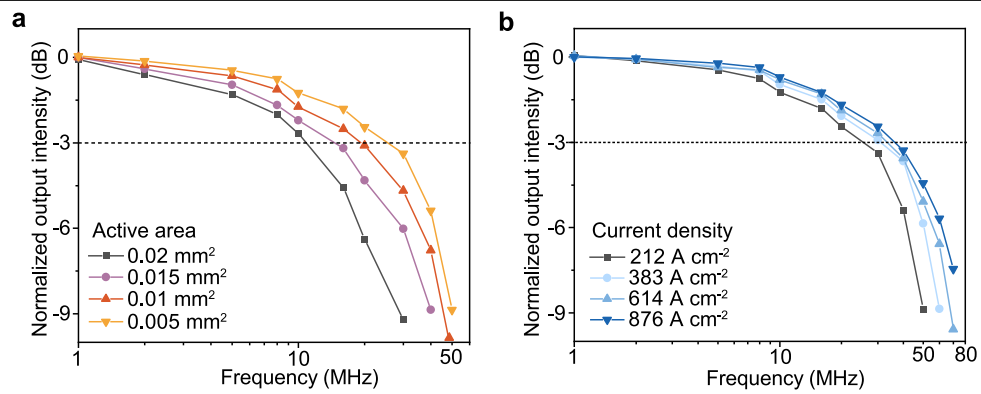 a
Normalized output intensity (dB)
0
-3
-6
-9
Active area
0.02 mm²
0.015 mm²
0.01 mm²
0.005 mm²
1
10
50
Frequency (MHz)
b
Normalized output intensity (dB)
0
-3
-6
-9
Current density
212 A cm⁻²
383 A cm⁻²
614 A cm⁻²
876 A cm⁻²
1
10
50
80
Frequency (MHz)